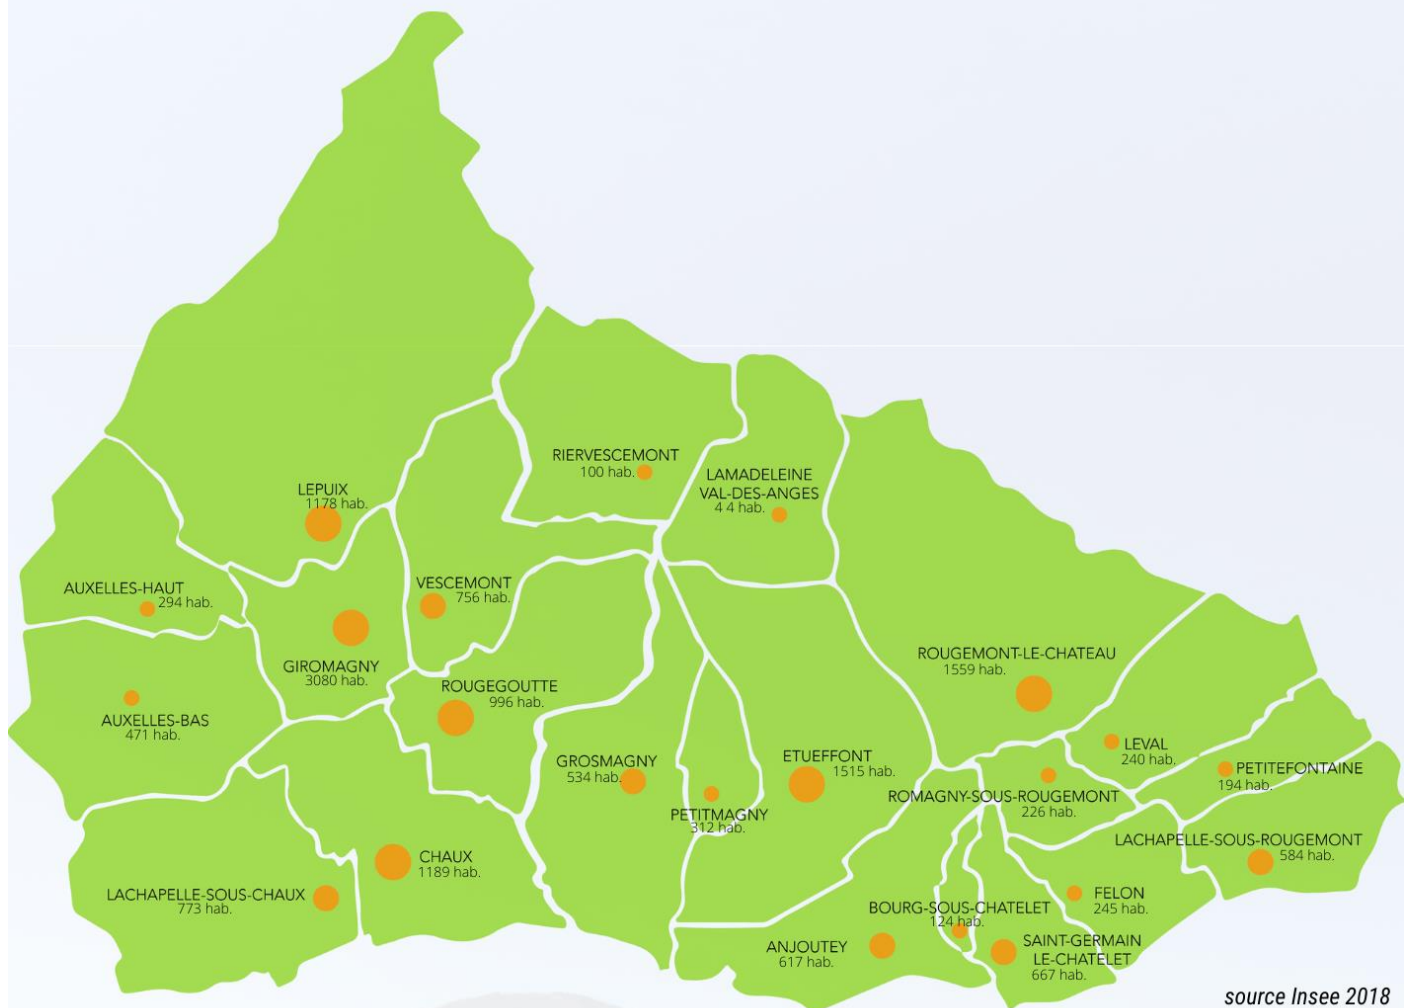 RIERVESCEMONT
100 hab.
LAMADELEINE
VAL-DES-ANGES
4 4 hab.
LEPUIX
1178 hab.
AUXELLES-HAUT
294 hab.
VESCEMONT
756 hab.
GIROMAGNY
3080 hab.
ROUGEMONT-LE-CHATEAU
1559 hab.
ROUGEGOUTTE
996 hab.
AUXELLES-BAS
471 hab.
GROSMAGNY
534 hab.
ETUEFFONT
1515 hab.
LEVAL
240 hab.
PETITEFONTAINE
194 hab.
ROMAGNY-SOUS-ROUGEMONT
226 hab.
PETITMAGNY
312 hab.
LACHAPELLE-SOUS-ROUGEMONT
584 hab.
CHAUX
1189 hab.
LACHAPELLE-SOUS-CHAUX
773 hab.
FELON
245 hab.
BOURG-SOUS-CHATELET
124 hab.
ANJOUTEY
617 hab.
SAINT-GERMAIN
LE-CHATELET
667 hab.
source Insee 2018